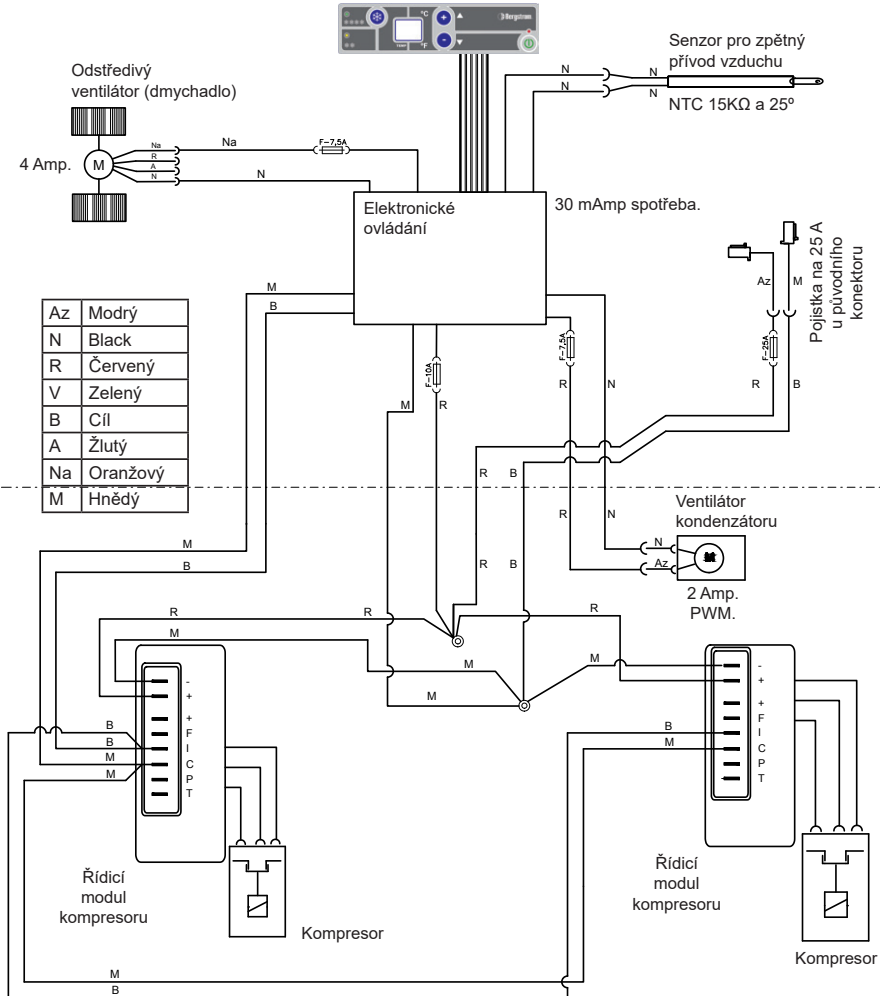 °C
°F
TEMP
Bergstrom
Odstředivý
ventilátor (dmychadlo)
4 Amp.
M
Na
R
A
N
Na
N
F-7,5A
N
N
N
N
Senzor pro zpětný
přívod vzduchu
NTC 15KΩ a 25º
Elektronické
ovládání
30 mAmp spotřeba.
Az
M
Pojistka na 25 A
u původního
konektoru
F-25A
R
B
M
B
F-10A
M
R
F-7,5A
R
N
Az Modrý
N Black
R Červený
V Zelený
B Cíl
A Žlutý
Na Oranžový
M Hnědý
R
B
R
N
R
B
M
B
Ventilátor
kondenzátoru
N
Az
M
2 Amp.
PWM.
R
R
R
M
M
M
M
-
+
+
F
I
C
P
T
B
B
M
M
-
+
+
F
I
C
P
T
B
M
Řídicí
modul
kompresoru
Kompresor
Řídicí
modul
kompresoru
Kompresor
M
B